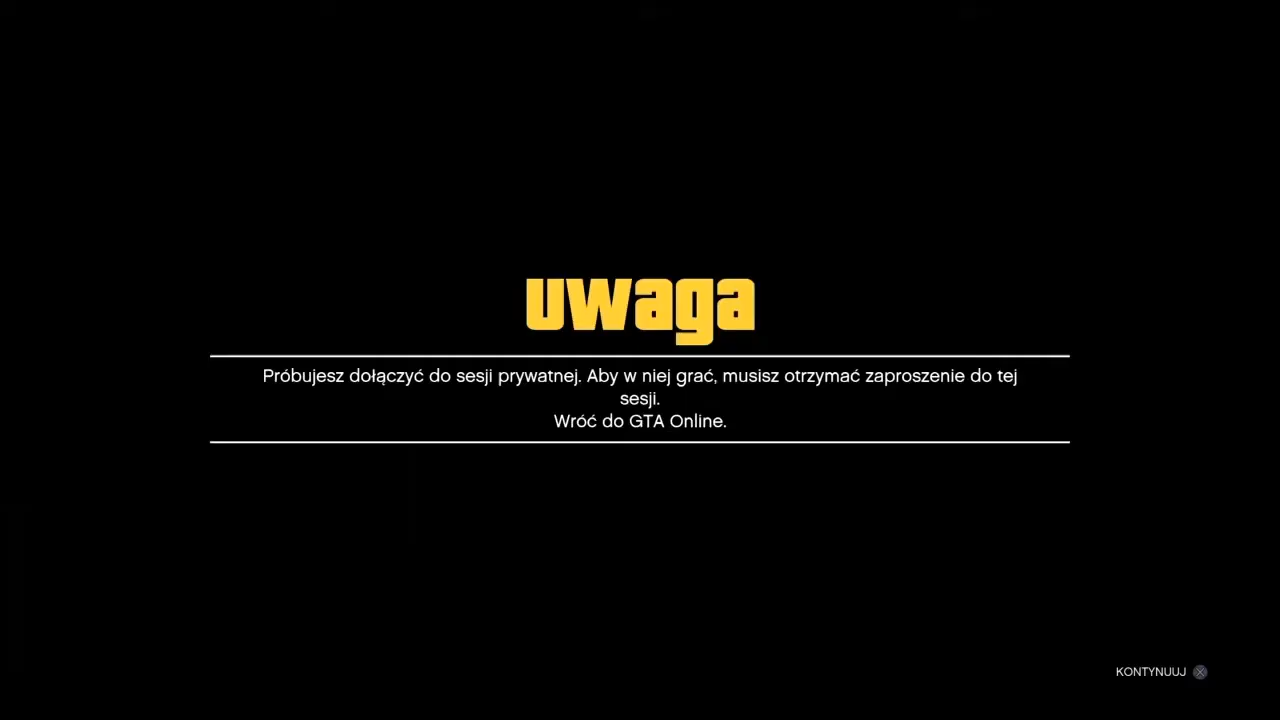 uwaga
Próbujesz dołączyć do sesji prywatnej. Aby w niej grać, musisz otrzymać zaproszenie do tej
sesji.
Wróć do GTA Online.
KONTYNUUJ